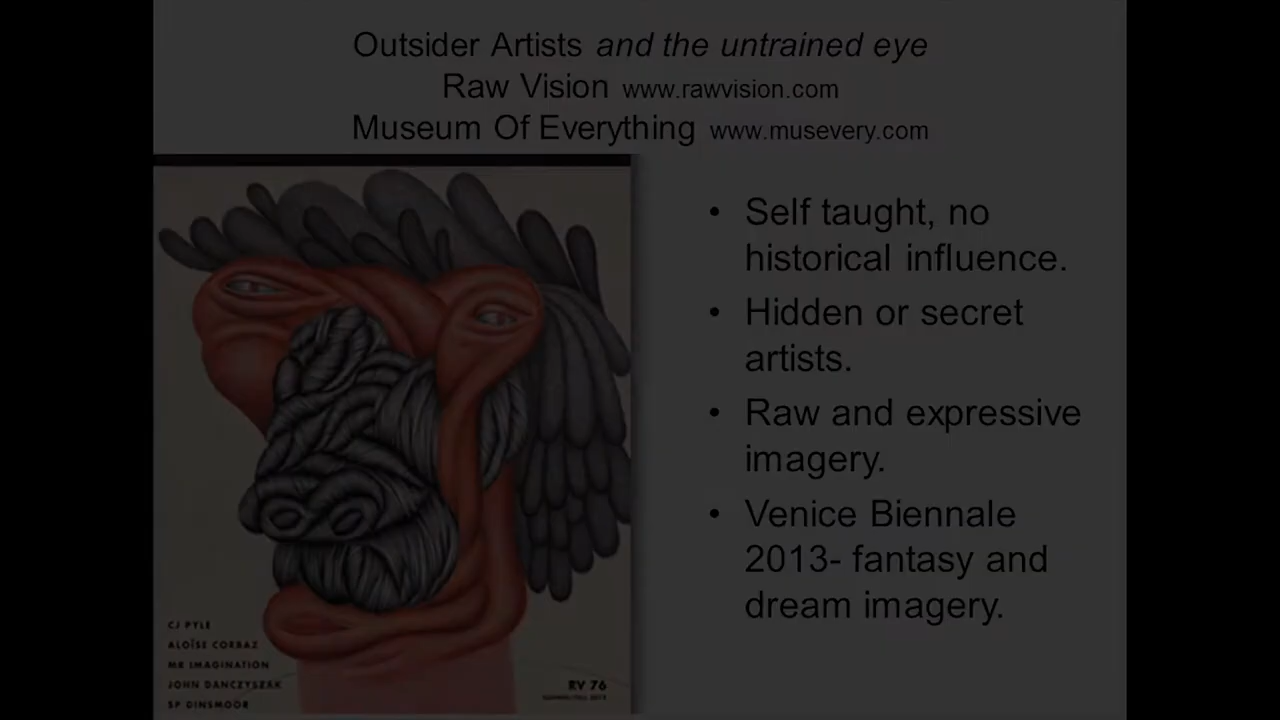 Outsider Artists and the untrained eye
Raw Vision www.rawvision.com
Museum Of Everything www.musevery.com
• Self taught, no
historical influence.
• Hidden or secret
artists.
• Raw and expressive
imagery.
• Venice Biennale
2013- fantasy and
dream imagery.
CJ PYLE
ALOÏSE CORBAZ
MR IMAGINATION
JOHN DANCZYSZAK
SP DINSMOOR
RV 76